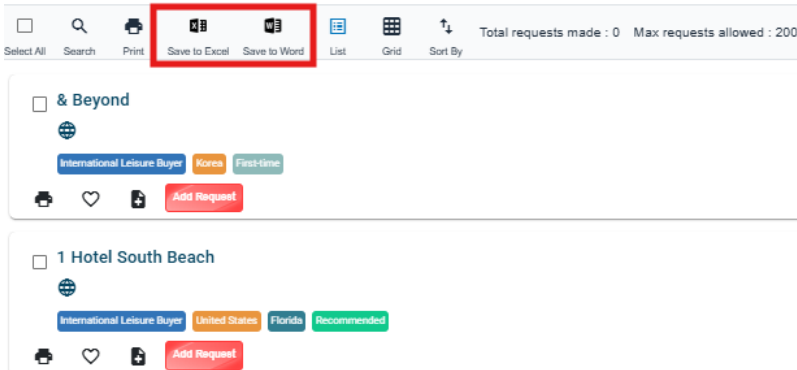 Select All Search Print Save to Excel Save to Word List Grid Sort By Total requests made : 0 Max requests allowed : 200
& Beyond
International Leisure Buyer Korea First-time
Add Request
1 Hotel South Beach
International Leisure Buyer United States Florida Recommended
Add Request